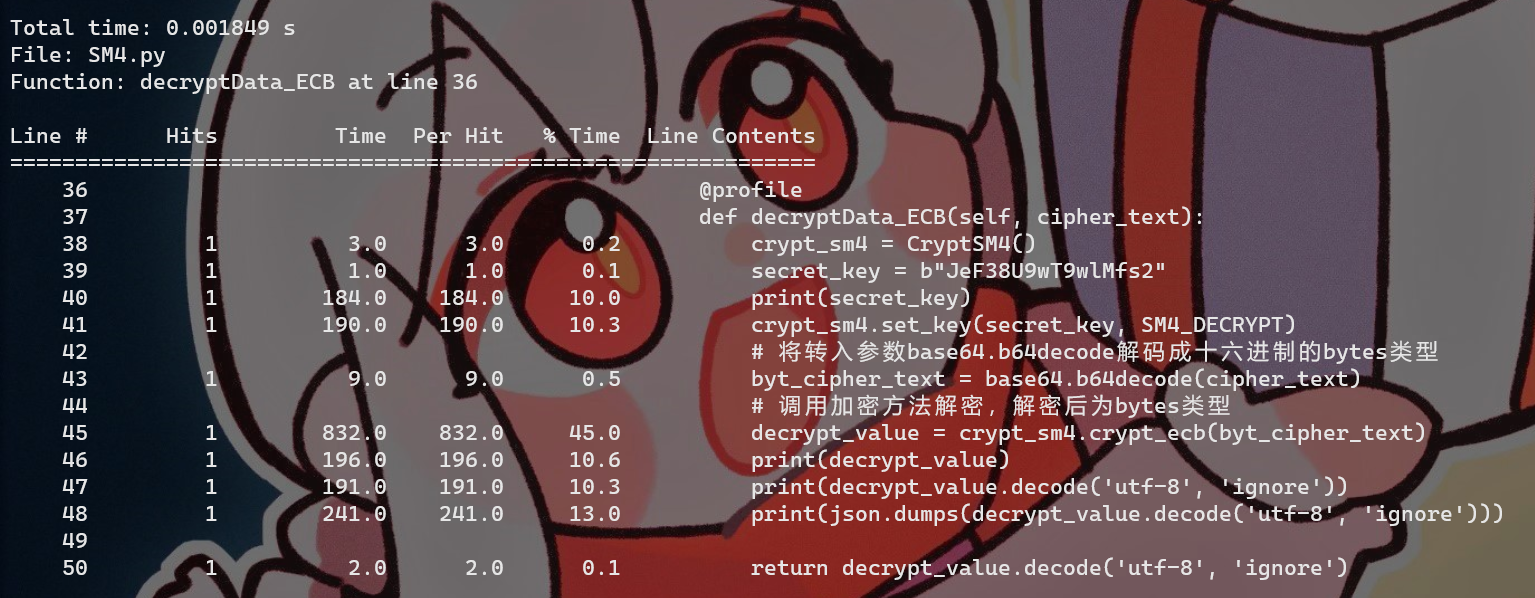 Total time: 0.001849 s
File: SM4.py
Function: decryptData_ECB at line 36
Line # Hits Time Per Hit % Time Line Contents
==============================================================
36 @profile
37 def decryptData_ECB(self, cipher_text):
38 1 3.0 3.0 0.2 crypt_sm4 = CryptSM4()
39 1 1.0 1.0 0.1 secret_key = b"JeF38U9wT9wlMfs2"
40 1 184.0 184.0 10.0 print(secret_key)
41 1 190.0 190.0 10.3 crypt_sm4.set_key(secret_key, SM4_DECRYPT)
42 # 将转入参数base64.b64decode解码成十六进制的bytes类型
43 1 9.0 9.0 0.5 byt_cipher_text = base64.b64decode(cipher_text)
44 # 调用加密方法解密，解密后为bytes类型
45 1 832.0 832.0 45.0 decrypt_value = crypt_sm4.crypt_ecb(byt_cipher_text)
46 1 196.0 196.0 10.6 print(decrypt_value)
47 1 191.0 191.0 10.3 print(decrypt_value.decode('utf-8', 'ignore'))
48 1 241.0 241.0 13.0 print(json.dumps(decrypt_value.decode('utf-8', 'ignore')))
49
50 1 2.0 2.0 0.1 return decrypt_value.decode('utf-8', 'ignore')